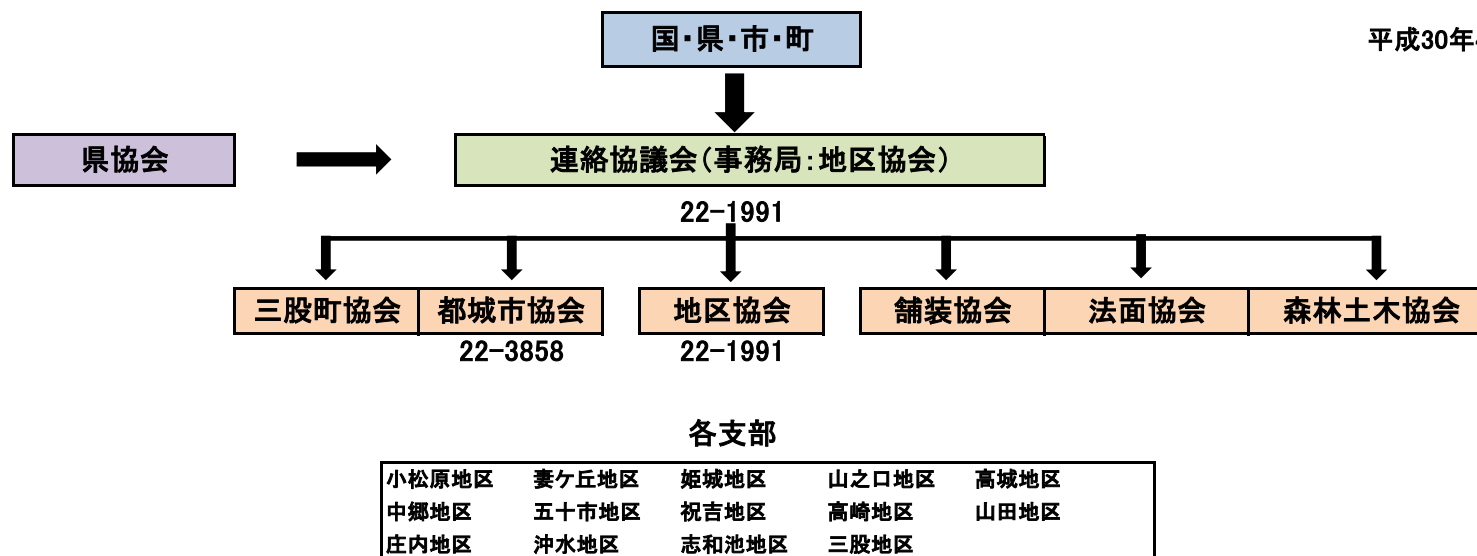 国・県・市・町
平成30年
県協会
連絡協議会(事務局:地区協会)
22-1991
三股町協会 都城市協会 地区協会 舗装協会 法面協会 森林土木協会
22-3858 22-1991
各支部
小松原地区 妻ケ丘地区 姫城地区 山之口地区 高城地区
中郷地区 五十市地区 祝吉地区 高崎地区 山田地区
庄内地区 沖水地区 志和池地区 三股地区